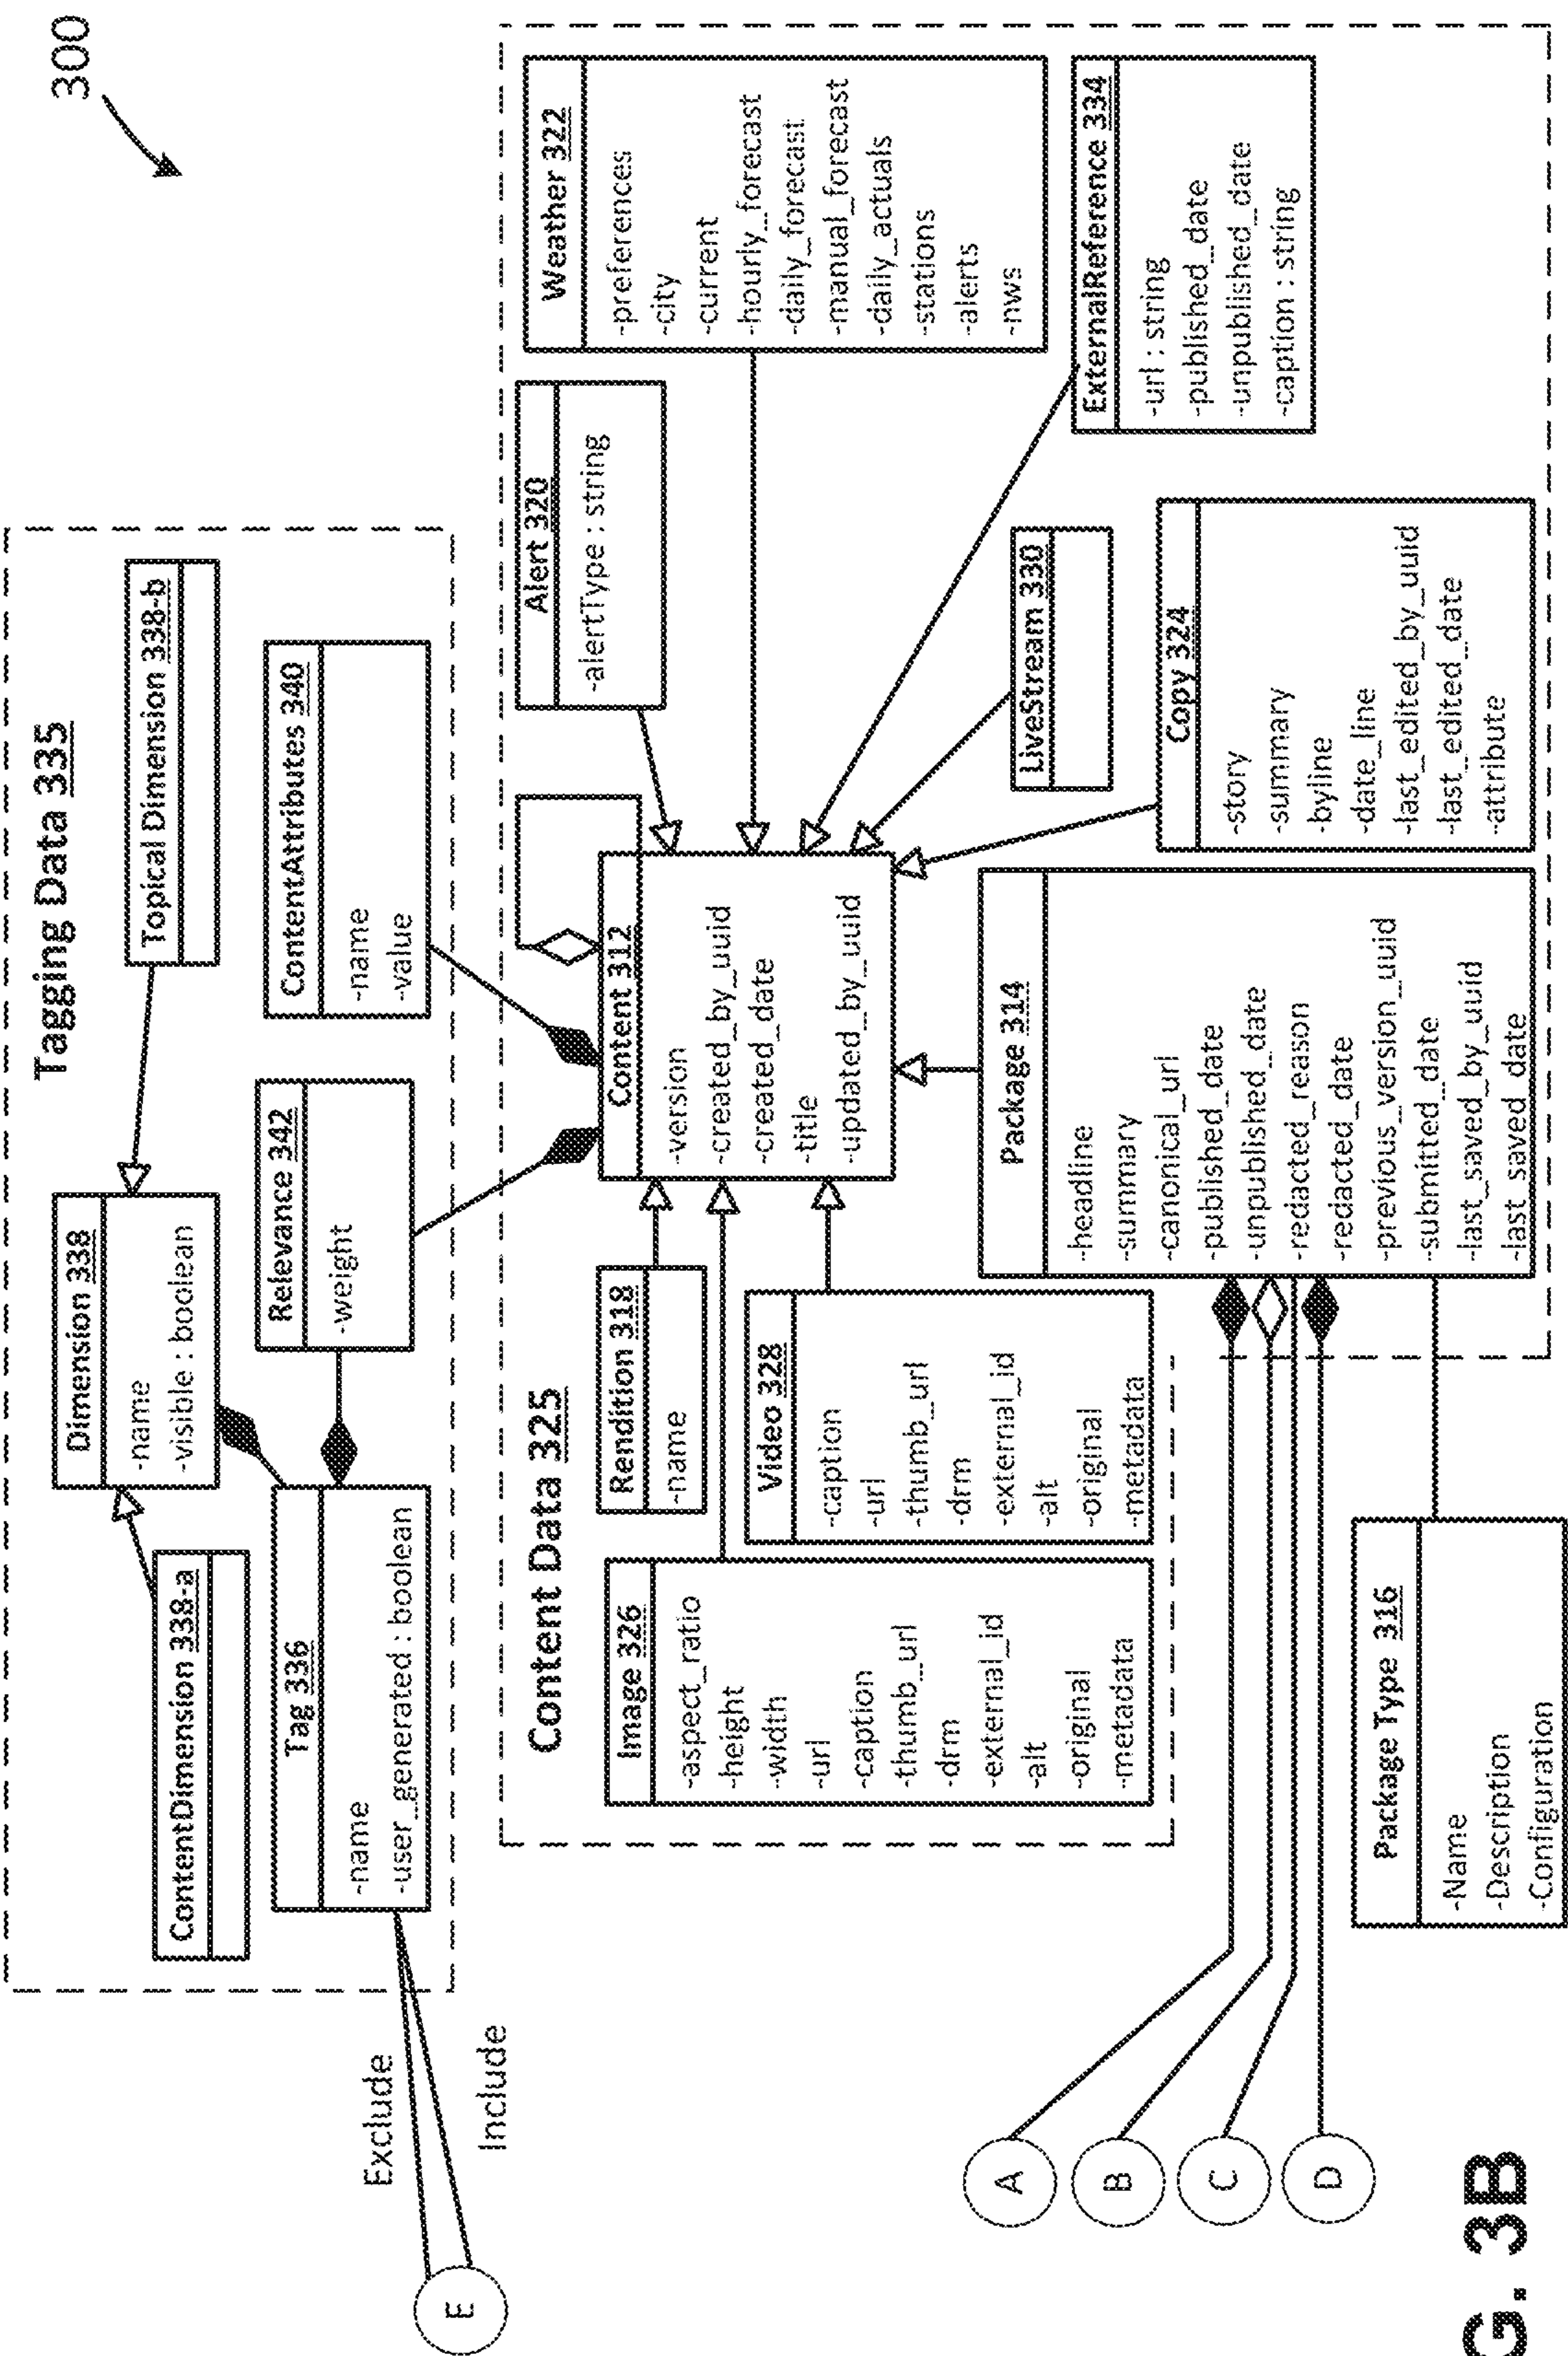 300
Tagging Data 335
ContentDimension 338-a
Dimension 338
-name
-visible : boolean
Topical Dimension 338-b
Tag 336
-name
-user_generated : boolean
Relevance 342
-weight
ContentAttributes 340
-name
-value
Exclude
Include
E
Content Data 325
Image 326
-aspect_ratio
-height
-width
-url
-caption
-thumb_url
-drm
-external_id
-alt
-original
-metadata
Rendition 318
-name
Video 328
-caption
-url
-thumb_url
-drm
-external_id
-alt
-original
-metadata
Content 312
-version
-created_by_uuid
-created_date
-title
-updated_by_uuid
Alert 320
-alertType : string
Weather 322
-preferences
-city
-current
-hourly_forecast
-daily_forecast
-manual_forecast
-daily_actuals
-stations
-alerts
-nws
ExternalReference 334
-url : string
-published_date
-unpublished_date
-caption : string
LiveStream 330
Copy 324
-story
-summary
-byline
-date_line
-last_edited_by_uuid
-last_edited_date
-attribute
Package 314
-headline
-summary
-canonical_url
-published_date
-unpublished_date
-redacted_reason
-redacted_date
-previous_version_uuid
-submitted_date
-last_saved_by_uuid
-last_saved_date
A
B
C
D
Package Type 316
-Name
-Description
-Configuration
G. 3B